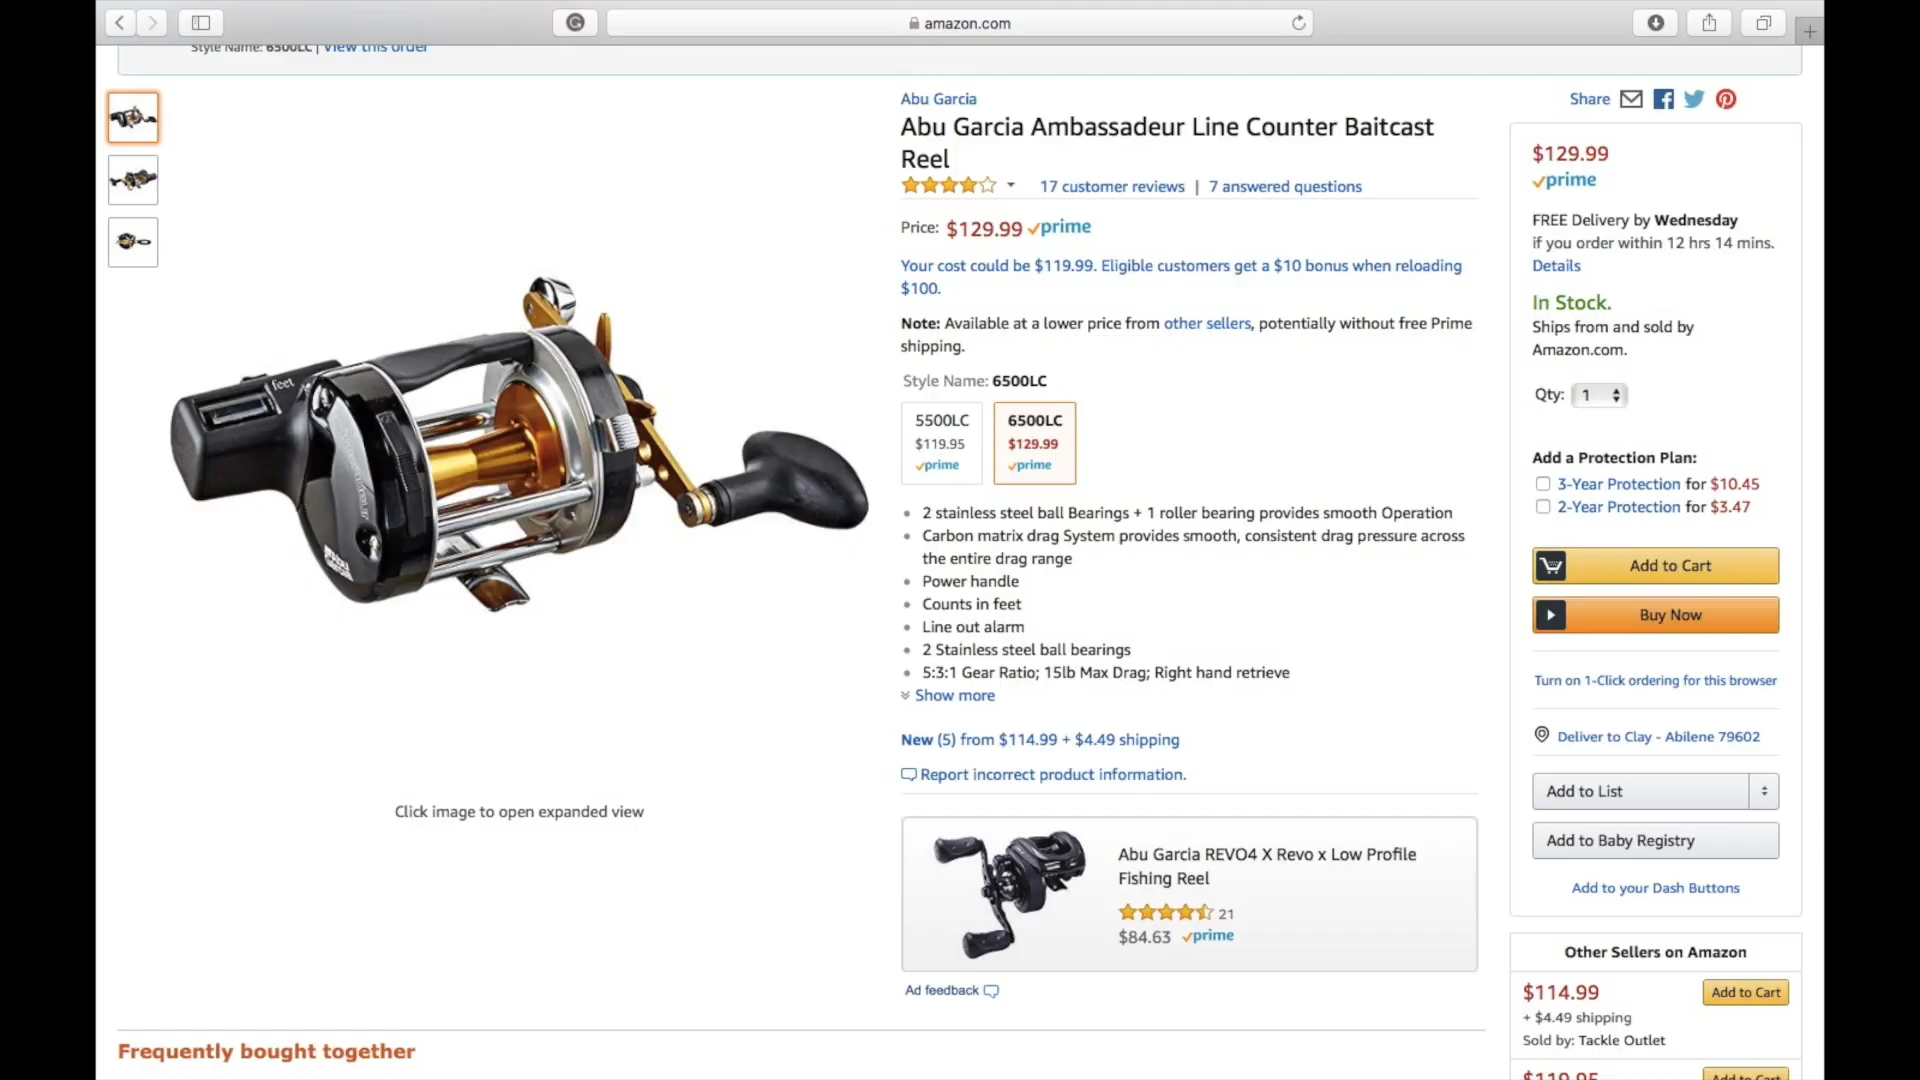 amazon.com
Style Name: 6500LC | View this order
Abu Garcia
Abu Garcia Ambassadeur Line Counter Baitcast
Reel
17 customer reviews | 7 answered questions
Price: $129.99 prime
Your cost could be $119.99. Eligible customers get a $10 bonus when reloading
$100.
Note: Available at a lower price from other sellers, potentially without free Prime
shipping.
Style Name: 6500LC
5500LC
$119.95
prime
6500LC
$129.99
prime
2 stainless steel ball Bearings + 1 roller bearing provides smooth Operation
Carbon matrix drag System provides smooth, consistent drag pressure across
the entire drag range
Power handle
Counts in feet
Line out alarm
2 Stainless steel ball bearings
5:3:1 Gear Ratio; 15lb Max Drag; Right hand retrieve
Show more
New (5) from $114.99 + $4.49 shipping
Report incorrect product information.
feet
Click image to open expanded view
Abu Garcia REVO4 X Revo x Low Profile
Fishing Reel
21
$84.63 prime
Ad feedback
Frequently bought together
Share
$129.99
prime
FREE Delivery by Wednesday
if you order within 12 hrs 14 mins.
Details
In Stock.
Ships from and sold by
Amazon.com.
Qty: 1
Add a Protection Plan:
3-Year Protection for $10.45
2-Year Protection for $3.47
Add to Cart
Buy Now
Turn on 1-Click ordering for this browser
Deliver to Clay - Abilene 79602
Add to List
Add to Baby Registry
Add to your Dash Buttons
Other Sellers on Amazon
$114.99
Add to Cart
+ $4.49 shipping
Sold by: Tackle Outlet
$119.95
Add to Cart